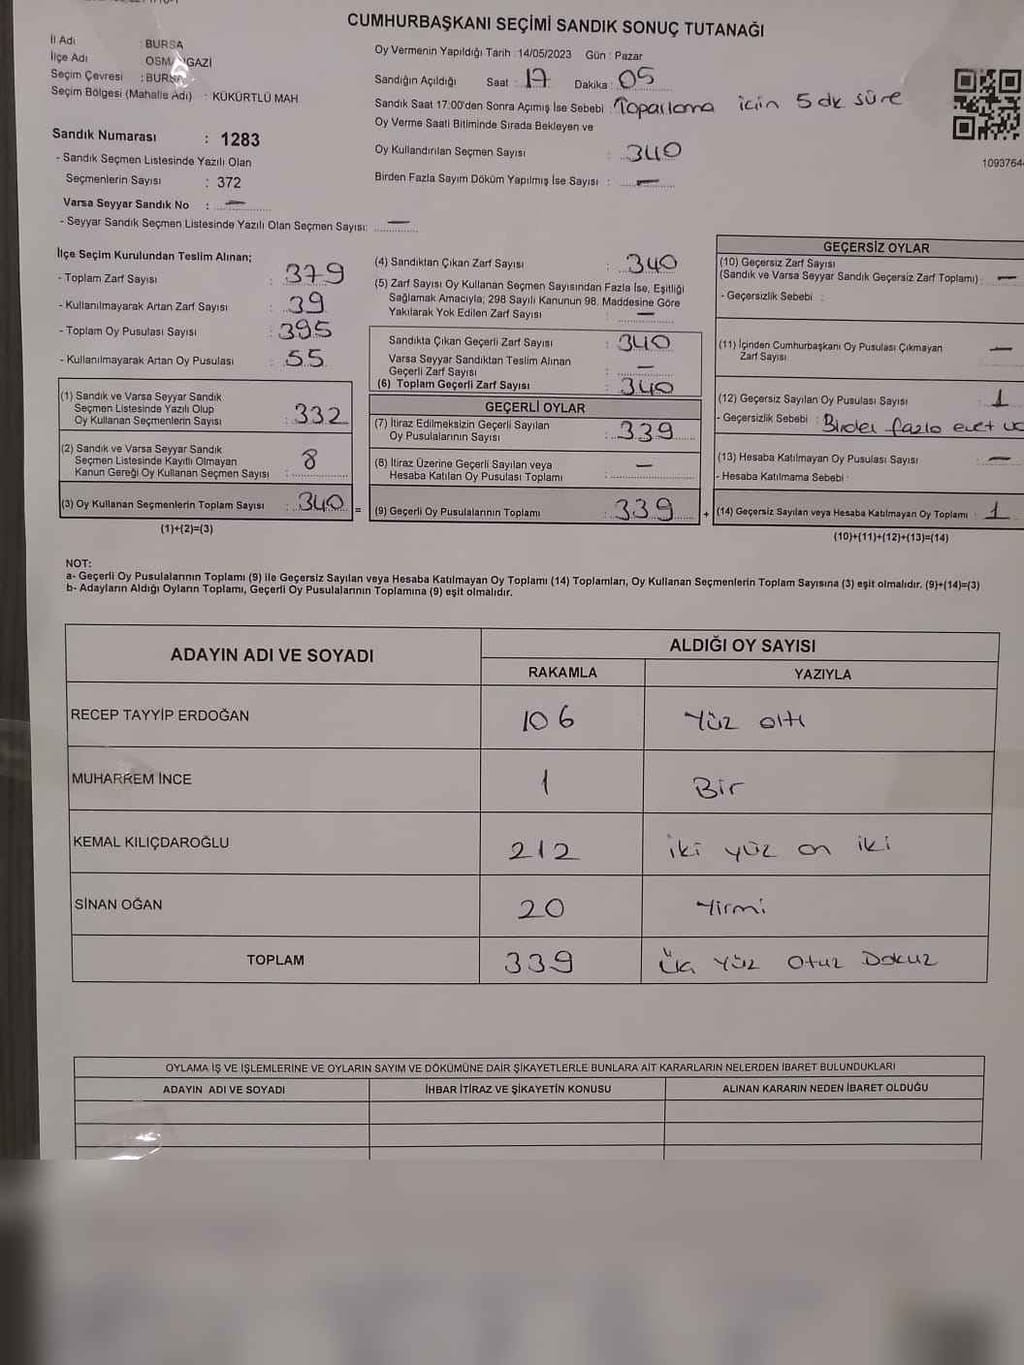 CUMHURBAŞKANI SEÇİMİ SANDIK SONUÇ TUTANAĞI
İl Adı : BURSA
İlçe Adı OSMANGAZİ
Seçim Çevresi : BURSA
Seçim Bölgesi (Mahalle Adı) : KÜKÜRTLÜ MAH
Sandık Numarası : 1283
- Sandık Seçmen Listesinde Yazılı Olan
Seçmenlerin Sayısı : 372
Varsa Seyyar Sandık No : —
- Seyyar Sandık Seçmen Listesinde Yazılı Olan Seçmen Sayısı: —
Oy Vermenin Yapıldığı Tarih : 14/05/2023 Gün : Pazar
Sandığın Açıldığı Saat : 17 Dakika : 05
Sandık Saat 17:00'den Sonra Açımış İse Sebebi : Toparlama için 5 dk süre
Oy Verme Saati Bitiminde Sırada Bekleyen ve
Oy Kullandırılan Seçmen Sayısı : 340
Birden Fazla Sayım Döküm Yapılmış İse Sayısı : —
1093764
İlçe Seçim Kurulundan Teslim Alınan;
- Toplam Zarf Sayısı : 379
- Kullanılmayarak Artan Zarf Sayısı : 39
- Toplam Oy Pusulası Sayısı : 395
- Kullanılmayarak Artan Oy Pusulası : 55
(1) Sandık ve Varsa Seyyar Sandık
Seçmen Listesinde Yazılı Olup
Oy Kullanan Seçmenlerin Sayısı : 332
(2) Sandık ve Varsa Seyyar Sandık
Seçmen Listesinde Kayıtlı Olmayan
Kanun Gereği Oy Kullanan Seçmen Sayısı : 8
(3) Oy Kullanan Seçmenlerin Toplam Sayısı : 340 =
(1)+(2)=(3)
(4) Sandıktan Çıkan Zarf Sayısı : 340
(5) Zarf Sayısı Oy Kullanan Seçmen Sayısından Fazla İse, Eşitliği
Sağlamak Amacıyla; 298 Sayılı Kanunun 98. Maddesine Göre
Yakılarak Yok Edilen Zarf Sayısı : —
Sandıkta Çıkan Geçerli Zarf Sayısı : 340
Varsa Seyyar Sandıktan Teslim Alınan
Geçerli Zarf Sayısı : —
(6) Toplam Geçerli Zarf Sayısı : 340
GEÇERLİ OYLAR
(7) İtiraz Edilmeksizin Geçerli Sayılan
Oy Pusulalarının Sayısı : 339
(8) İtiraz Üzerine Geçerli Sayılan veya
Hesaba Katılan Oy Pusulası Toplamı : —
(9) Geçerli Oy Pusulalarının Toplamı : 339 +
GEÇERSİZ OYLAR
(10) Geçersiz Zarf Sayısı
(Sandık ve Varsa Seyyar Sandık Geçersiz Zarf Toplamı) : —
- Geçersizlik Sebebi :
(11) İçinden Cumhurbaşkanı Oy Pusulası Çıkmayan
Zarf Sayısı —
(12) Geçersiz Sayılan Oy Pusulası Sayısı : 1
- Geçersizlik Sebebi : Birden fazla evet
(13) Hesaba Katılmayan Oy Pusulası Sayısı : —
- Hesaba Katılmama Sebebi :
(14) Geçersiz Sayılan veya Hesaba Katılmayan Oy Toplamı : 1
(10)+(11)+(12)+(13)=(14)
NOT:
a- Geçerli Oy Pusulalarının Toplamı (9) ile Geçersiz Sayılan veya Hesaba Katılmayan Oy Toplamı (14) Toplamları, Oy Kullanan Seçmenlerin Toplam Sayısına (3) eşit olmalıdır. (9)+(14)=(3)
b- Adayların Aldığı Oyların Toplamı, Geçerli Oy Pusulalarının Toplamına (9) eşit olmalıdır.
ADAYIN ADI VE SOYADI ALDIĞI OY SAYISI
RAKAMLA YAZIYLA
RECEP TAYYİP ERDOĞAN 106 Yüz altı
MUHARREM İNCE 1 Bir
KEMAL KILIÇDAROĞLU 212 iki yüz on iki
SİNAN OĞAN 20 Yirmi
TOPLAM 339 Üç Yüz Otuz Dokuz
OYLAMA İŞ VE İŞLEMLERİNE VE OYLARIN SAYIM VE DÖKÜMÜNE DAİR ŞİKAYETLERLE BUNLARA AİT KARARLARIN NELERDEN İBARET BULUNDUKLARI
ADAYIN ADI VE SOYADI İHBAR İTİRAZ VE ŞİKAYETİN KONUSU ALINAN KARARIN NEDEN İBARET OLDUĞU